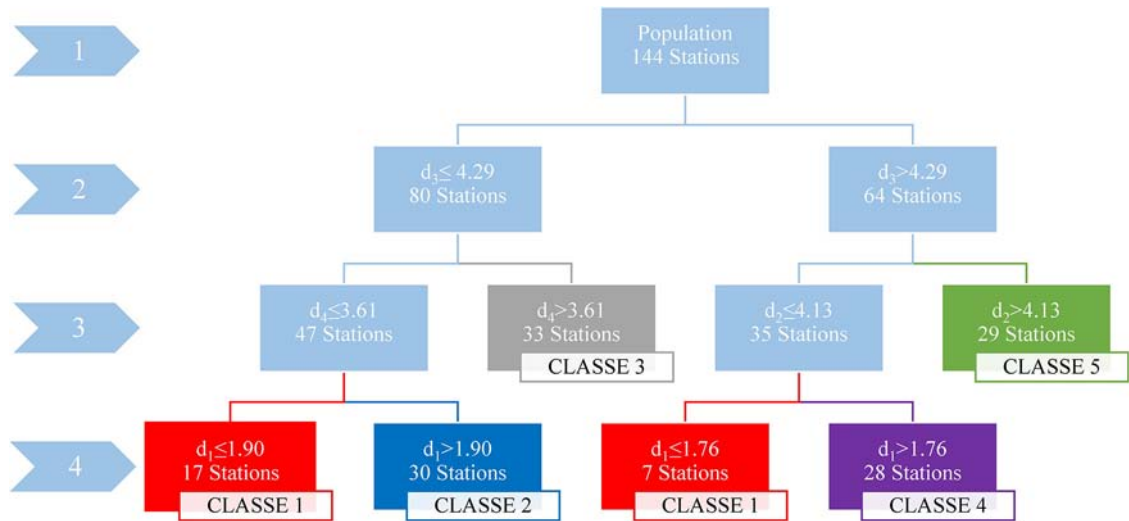 1
Population
144 Stations
2
d₃≤ 4.29
80 Stations
d₃>4.29
64 Stations
3
d₄≤3.61
47 Stations
d₄>3.61
33 Stations
CLASSE 3
d₂≤4.13
35 Stations
d₂>4.13
29 Stations
CLASSE 5
4
d₁≤1.90
17 Stations
CLASSE 1
d₁>1.90
30 Stations
CLASSE 2
d₁≤1.76
7 Stations
CLASSE 1
d₁>1.76
28 Stations
CLASSE 4